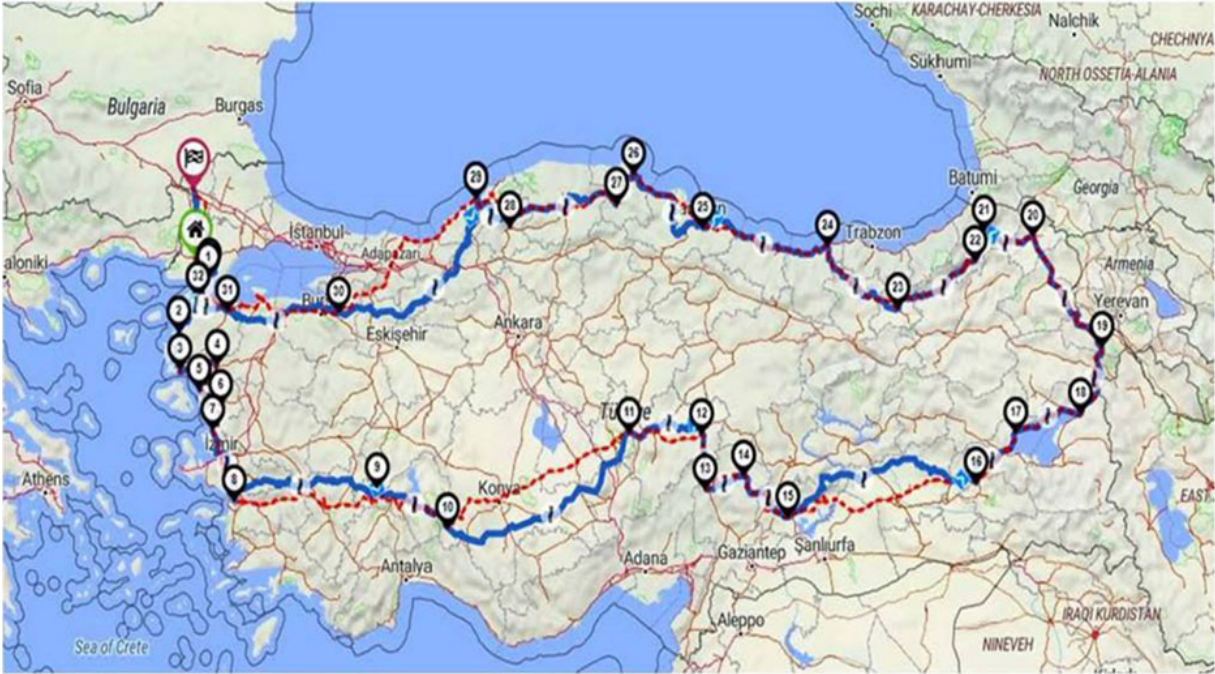 Sochi
KARACHAY-CHERKESIA
Nalchik
CHECHNYA
Sofia
Bulgaria
Burgas
Sukhumi
NORTH OSSETIA-ALANIA
26
29
27
Batumi
Georgia
28
25
21
20
İstanbul
24
Trabzon
22
1
Adapazarı
aloniki
Armenia
32
31
30
23
Yerevan
2
Eskişehir
Ankara
19
3
4
5
6
18
7
11
12
17
İzmir
14
16
9
13
8
Konya
15
Athens
10
EAST
Gaziantep
Şanlıurfa
Antalya
Adana
Aleppo
IRAQI KURDISTAN
Sea of Crete
NINEVEH